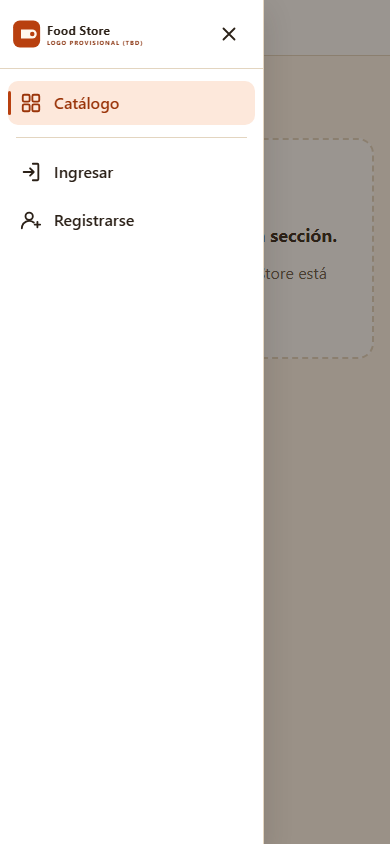 Food Store
LOGO PROVISIONAL (TBD)
Catálogo
Ingresar
Registrarse
sección.
Store está